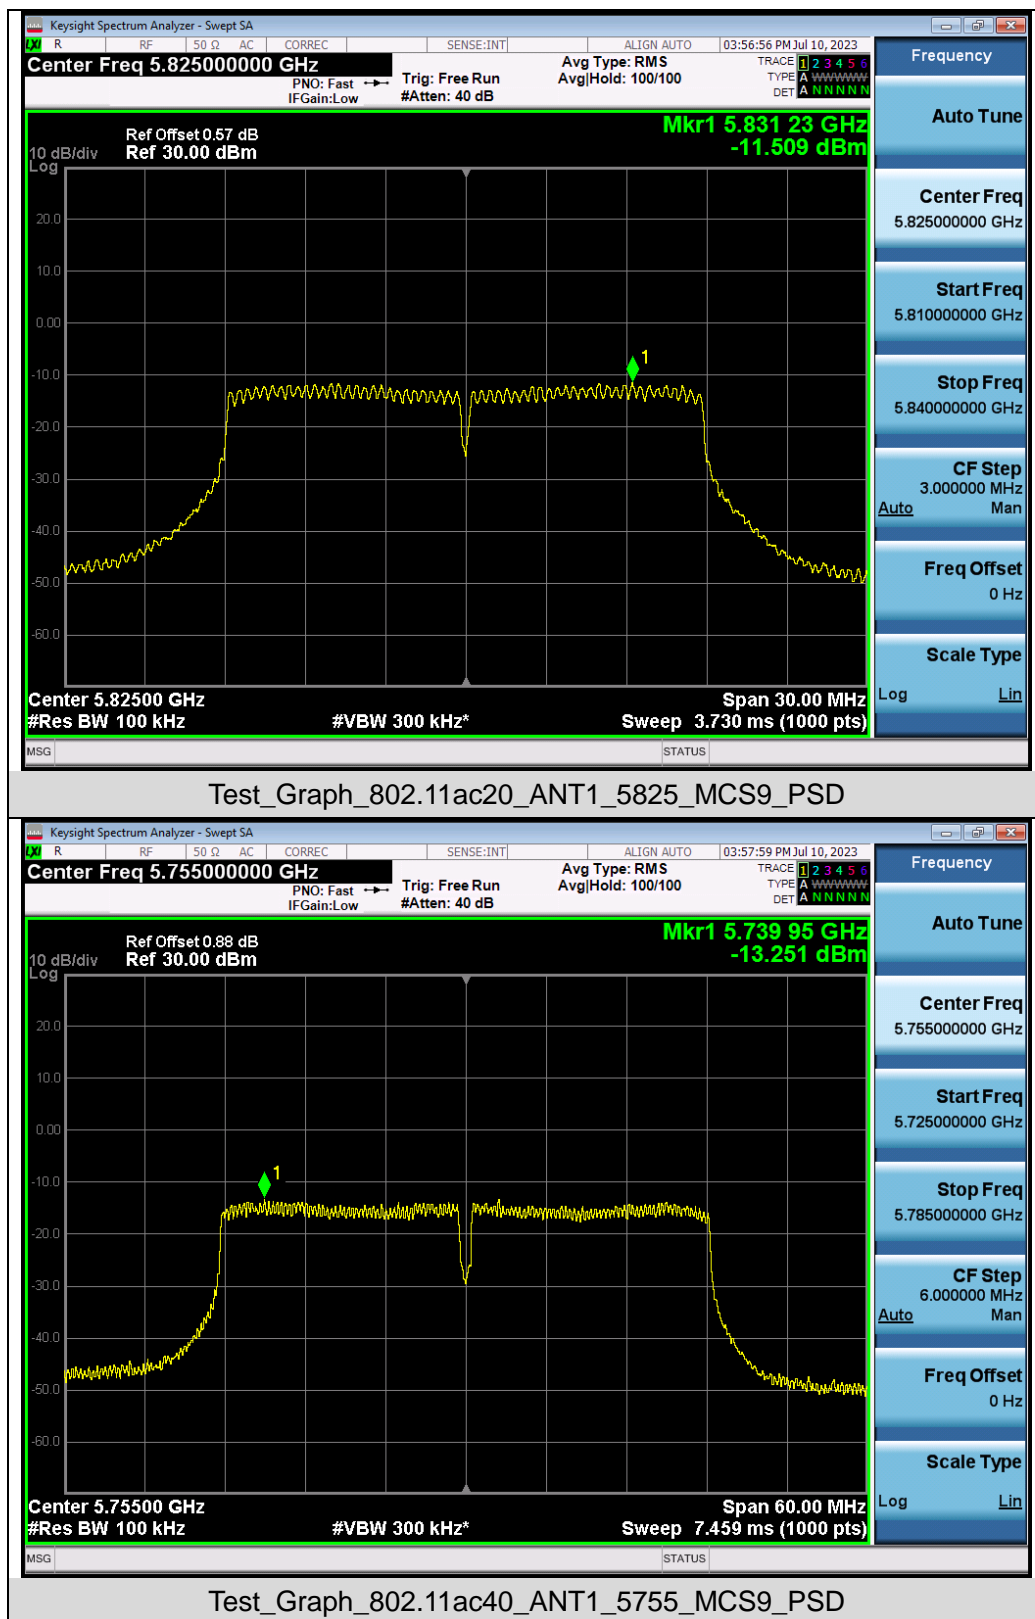 Keysight Spectrum Analyzer - Swept SA
LXI R RF 50 Ω AC CORREC SENSE:INT ALIGN AUTO 03:56:56 PM Jul 10, 2023
Center Freq 5.825000000 GHz Avg Type: RMS TRACE 1 2 3 4 5 6
PNO: Fast Trig: Free Run Avg|Hold: 100/100 TYPE A WWWWW
IFGain:Low #Atten: 40 dB DET A N N N N N
Frequency
Auto Tune
Center Freq
5.825000000 GHz
Start Freq
5.810000000 GHz
Stop Freq
5.840000000 GHz
CF Step
3.000000 MHz
Auto Man
Freq Offset
0 Hz
Scale Type
Log Lin
Mkr1 5.831 23 GHz
-11.509 dBm
Ref Offset 0.57 dB
10 dB/div Ref 30.00 dBm
Log
20.0
10.0
0.00
-10.0
-20.0
-30.0
-40.0
-50.0
-60.0
1
Center 5.82500 GHz Span 30.00 MHz
#Res BW 100 kHz #VBW 300 kHz* Sweep 3.730 ms (1000 pts)
MSG STATUS
Test_Graph_802.11ac20_ANT1_5825_MCS9_PSD
Keysight Spectrum Analyzer - Swept SA
LXI R RF 50 Ω AC CORREC SENSE:INT ALIGN AUTO 03:57:59 PM Jul 10, 2023
Center Freq 5.755000000 GHz Avg Type: RMS TRACE 1 2 3 4 5 6
PNO: Fast Trig: Free Run Avg|Hold: 100/100 TYPE A WWWWW
IFGain:Low #Atten: 40 dB DET A N N N N N
Frequency
Auto Tune
Center Freq
5.755000000 GHz
Start Freq
5.725000000 GHz
Stop Freq
5.785000000 GHz
CF Step
6.000000 MHz
Auto Man
Freq Offset
0 Hz
Scale Type
Log Lin
Mkr1 5.739 95 GHz
-13.251 dBm
Ref Offset 0.88 dB
10 dB/div Ref 30.00 dBm
Log
20.0
10.0
0.00
-10.0
-20.0
-30.0
-40.0
-50.0
-60.0
1
Center 5.75500 GHz Span 60.00 MHz
#Res BW 100 kHz #VBW 300 kHz* Sweep 7.459 ms (1000 pts)
MSG STATUS
Test_Graph_802.11ac40_ANT1_5755_MCS9_PSD